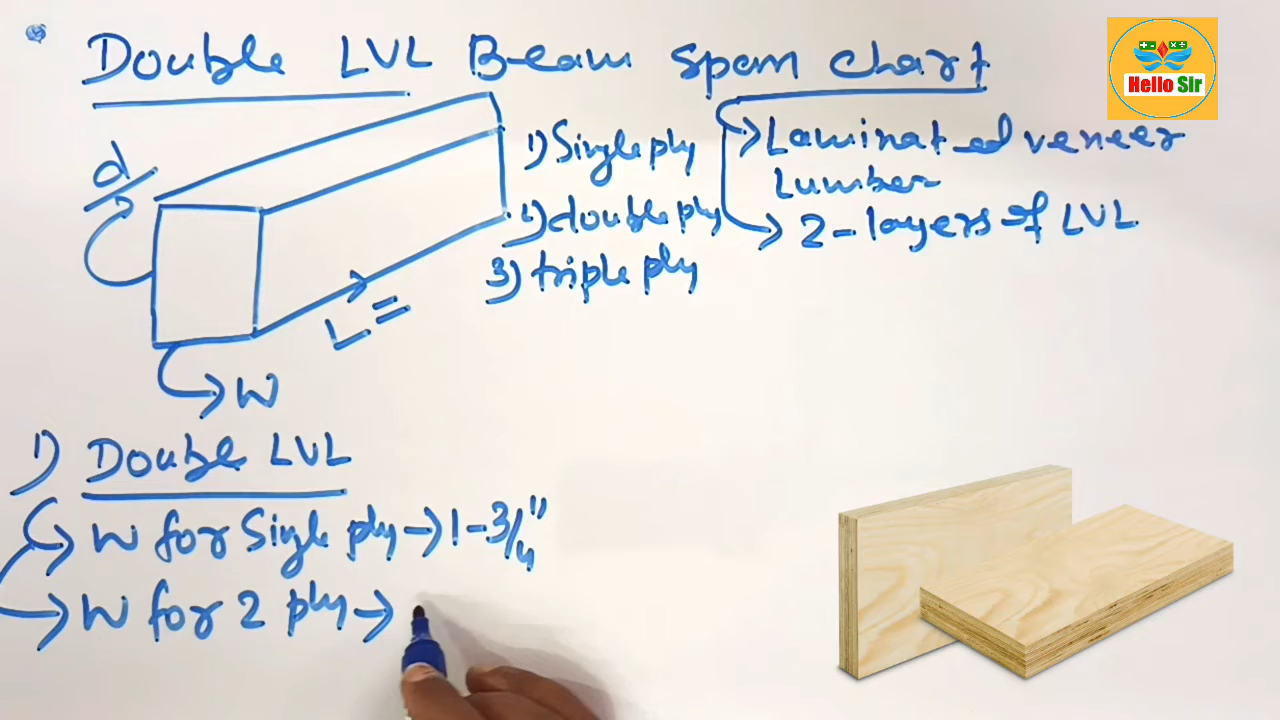 Double LVL Beam Span Chart
Hello Sir
d
1) Single ply
2) double ply
3) triple ply
Laminated veneer
Lumber
2 - layers of LVL
L =
W
1) Double LVL
W for Single ply → 1-3/4"
W for 2 ply →